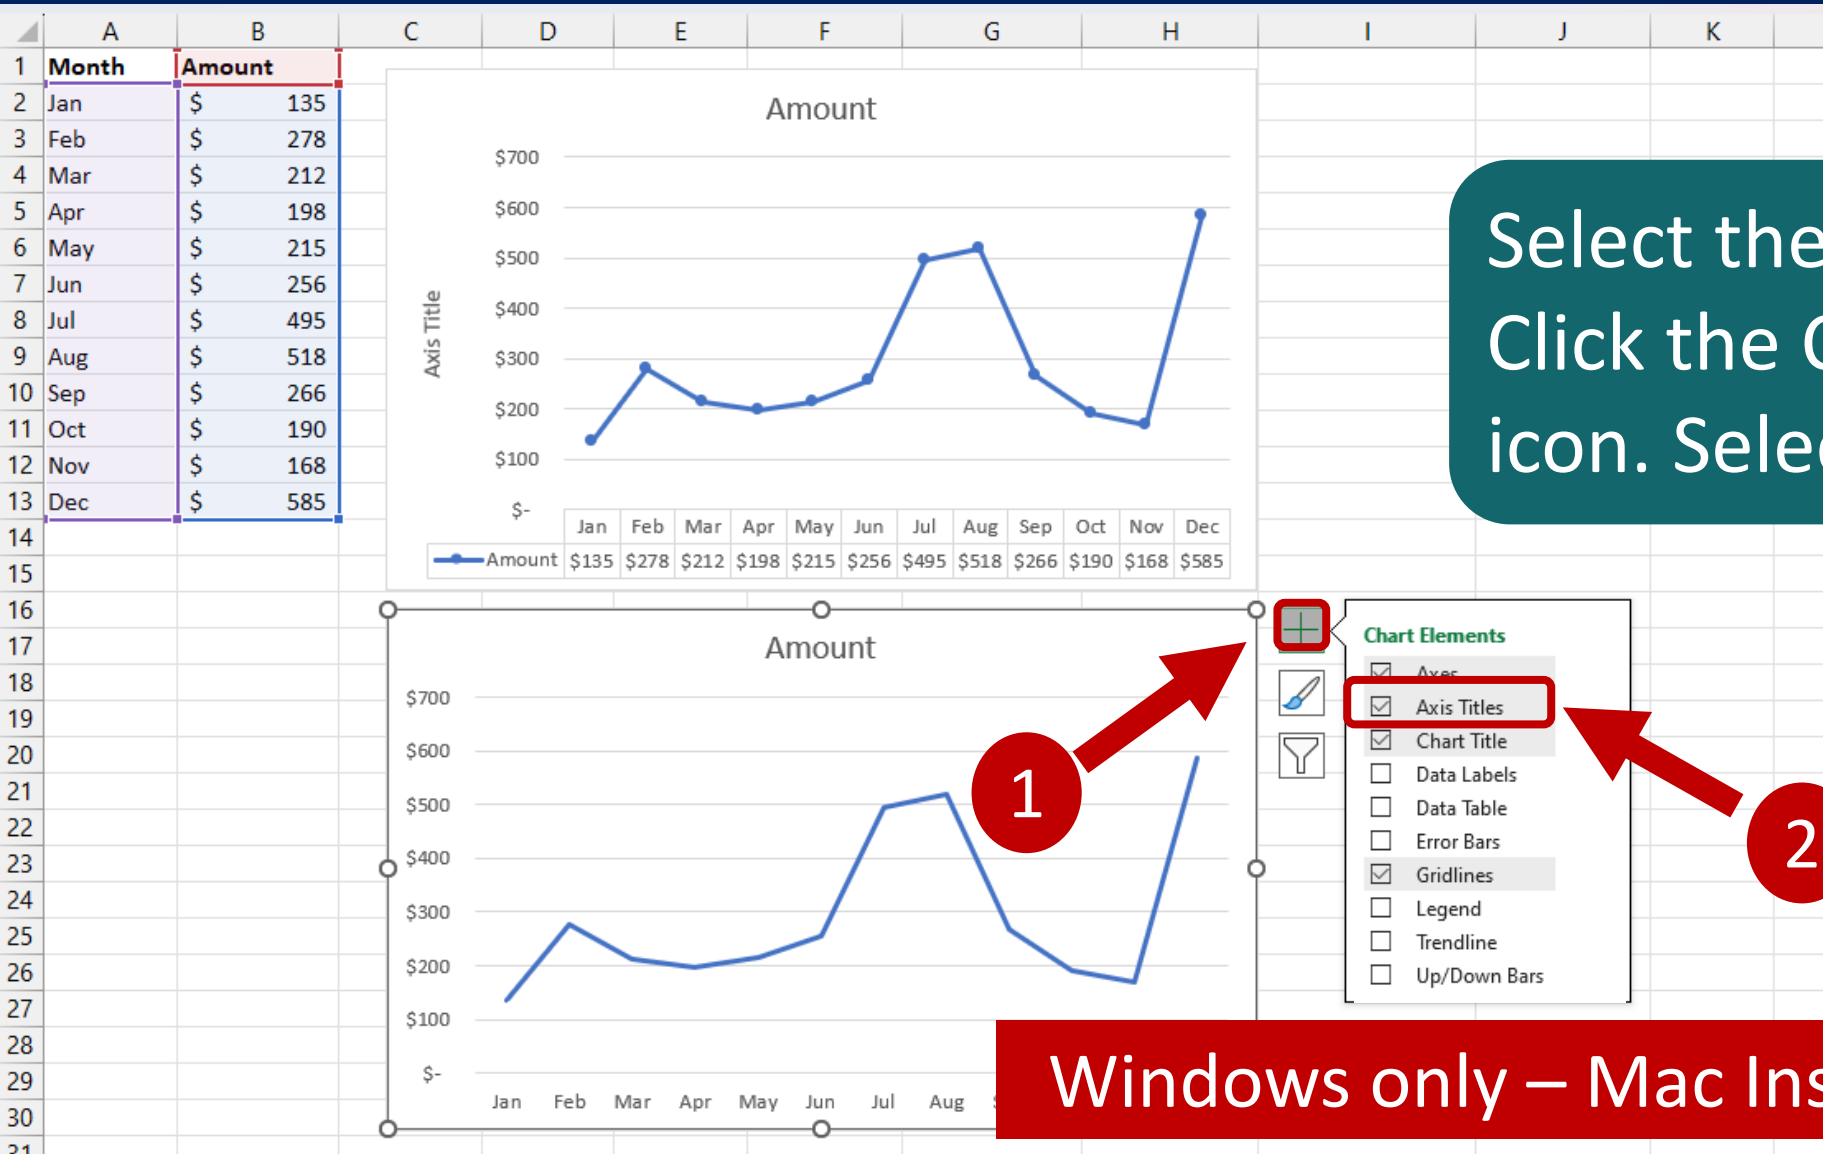 A B C D E F G H I J K
1 Month Amount
2 Jan $ 135
3 Feb $ 278
4 Mar $ 212
5 Apr $ 198
6 May $ 215
7 Jun $ 256
8 Jul $ 495
9 Aug $ 518
10 Sep $ 266
11 Oct $ 190
12 Nov $ 168
13 Dec $ 585
14
15
16
17
18
19
20
21
22
23
24
25
26
27
28
29
30
31
Amount
Axis Title
$700
$600
$500
$400
$300
$200
$100
$-
Jan Feb Mar Apr May Jun Jul Aug Sep Oct Nov Dec
Amount $135 $278 $212 $198 $215 $256 $495 $518 $266 $190 $168 $585
Select the
Click the
icon.
Amount
$700
$600
$500
$400
$300
$200
$100
$-
Jan Feb Mar Apr May Jun Jul Aug
1
Chart Elements
Axes
Axis Titles
Chart Title
Data Labels
Data Table
Error Bars
Gridlines
Legend
Trendline
Up/Down Bars
2
Windows only – Mac